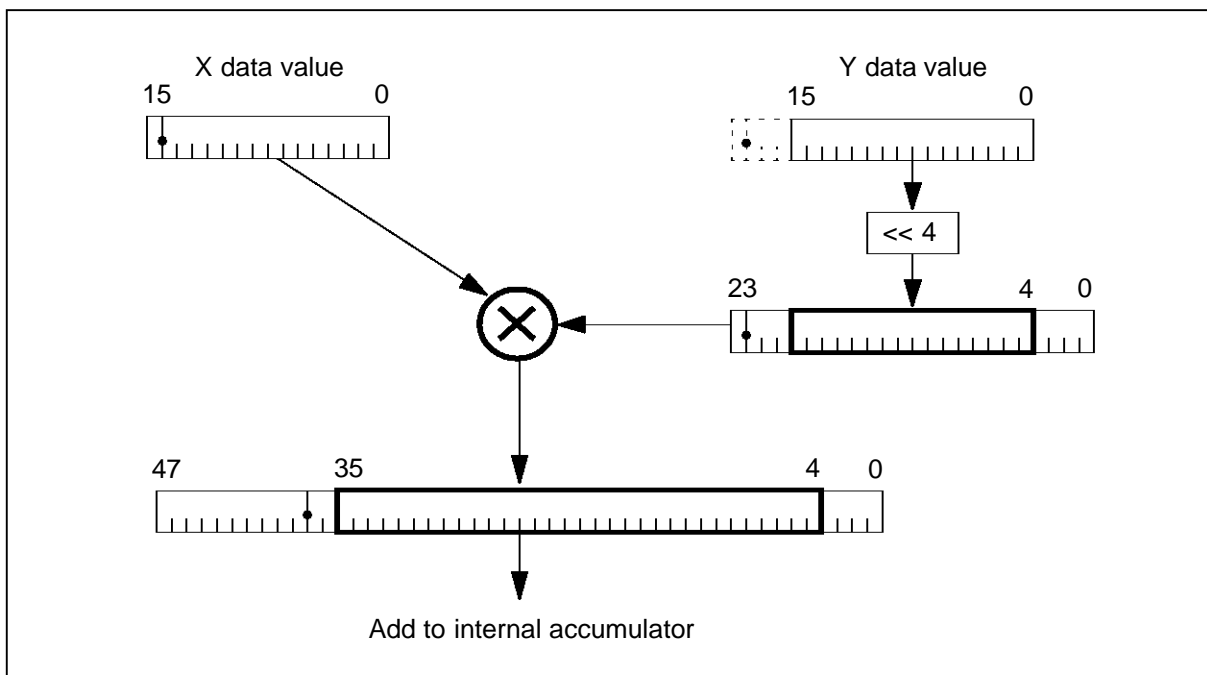 X data value
Y data value
15 0
15 0
<< 4
23 4 0
47 35 4 0
Add to internal accumulator